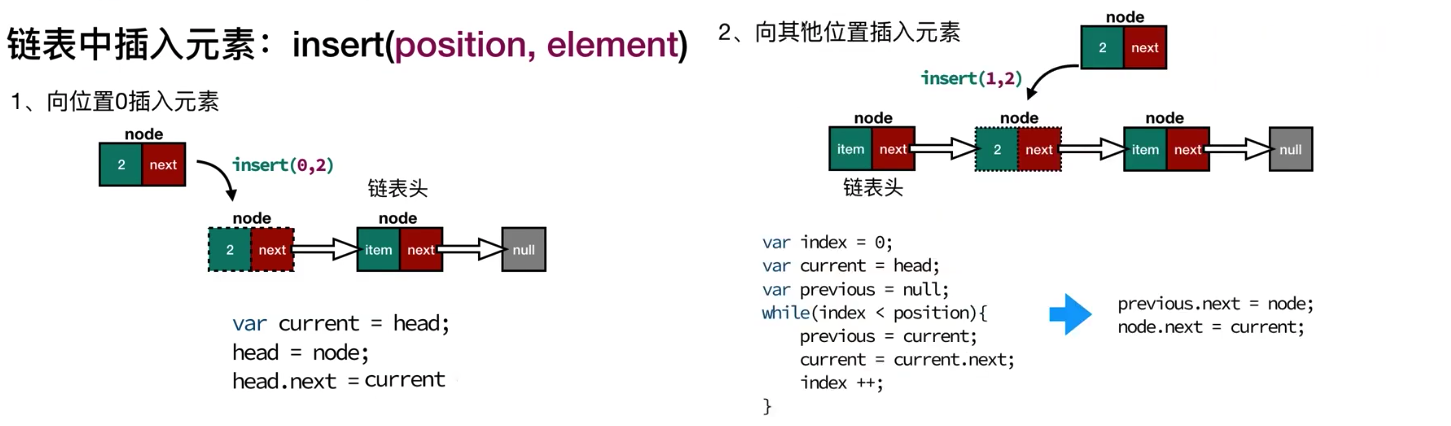 链表中插入元素：insert(position, element)
1、向位置0插入元素
node
2 next
insert(0,2)
链表头
node node
2 next item next null
var current = head;
head = node;
head.next = current
2、向其他位置插入元素
node
2 next
insert(1,2)
node node node
item next 2 next item next null
链表头
var index = 0;
var current = head;
var previous = null;
while(index < position){
previous = current;
current = current.next;
index ++;
}
previous.next = node;
node.next = current;